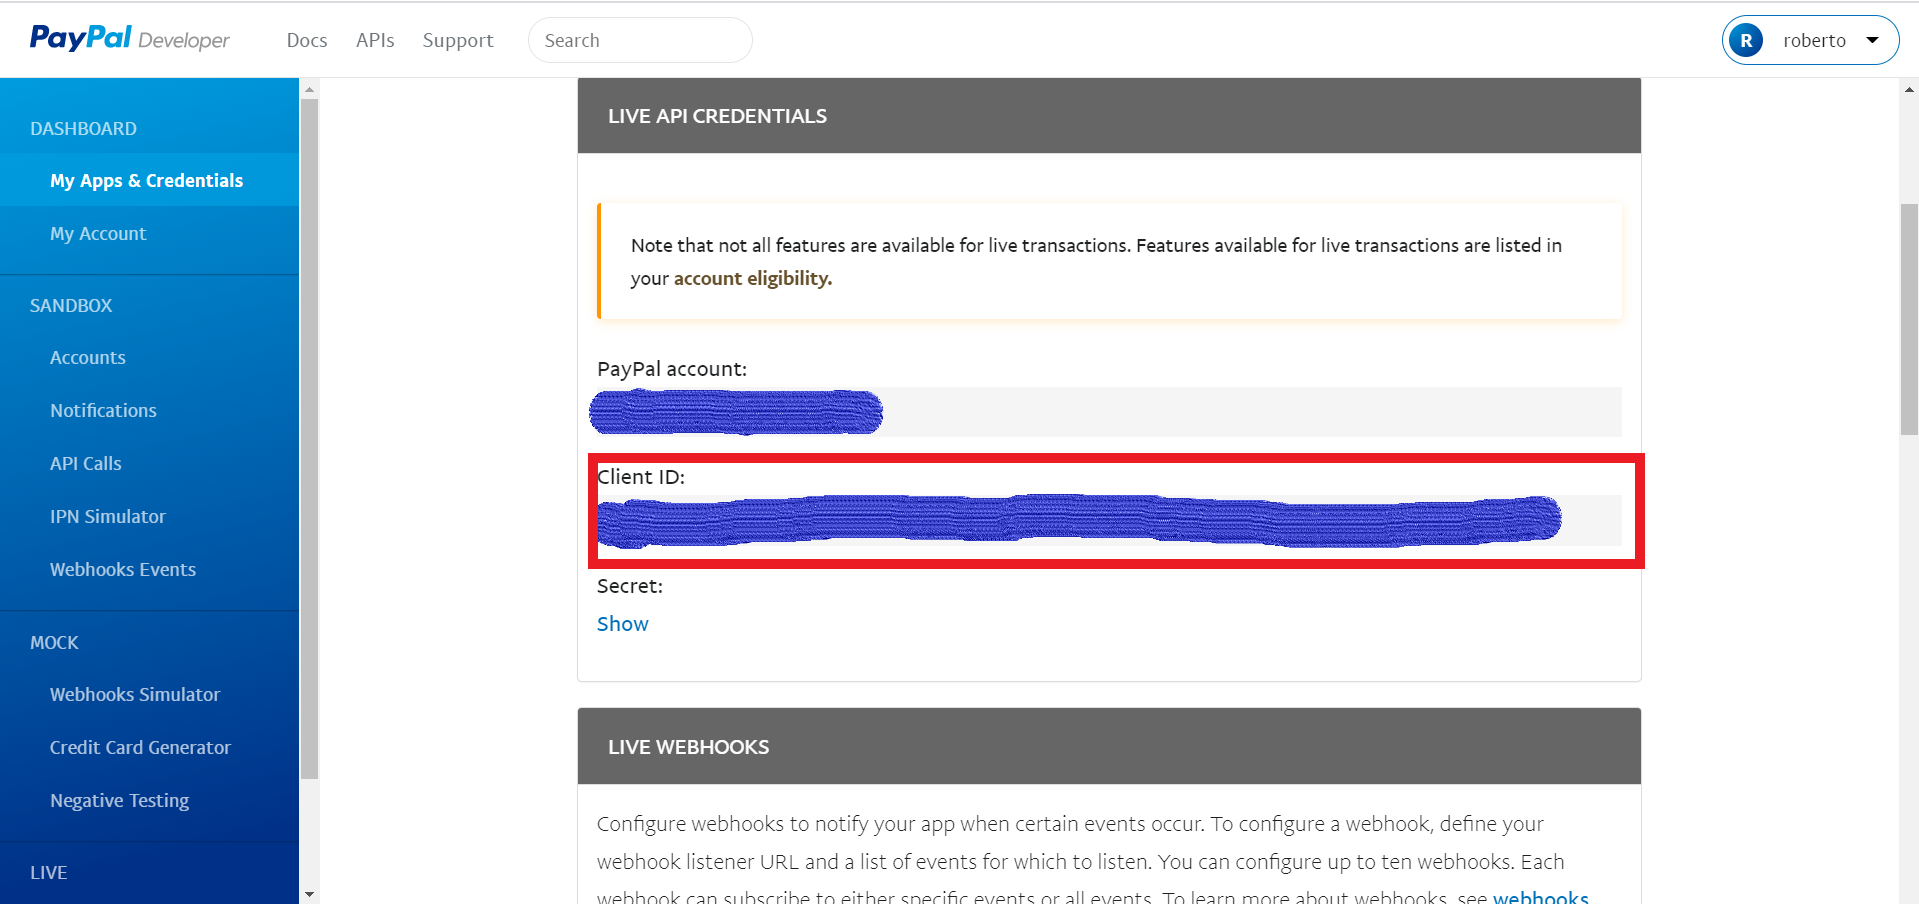 PayPal Developer
Docs
APIs
Support
Search
R
roberto
DASHBOARD
My Apps & Credentials
My Account
SANDBOX
Accounts
Notifications
API Calls
IPN Simulator
Webhooks Events
MOCK
Webhooks Simulator
Credit Card Generator
Negative Testing
LIVE
LIVE API CREDENTIALS
Note that not all features are available for live transactions. Features available for live transactions are listed in
your account eligibility.
PayPal account:
Client ID:
Secret:
Show
LIVE WEBHOOKS
Configure webhooks to notify your app when certain events occur. To configure a webhook, define your
webhook listener URL and a list of events for which to listen. You can configure up to ten webhooks. Each
webhook can subscribe to either specific events or all events. To learn more about webhooks, see webhooks